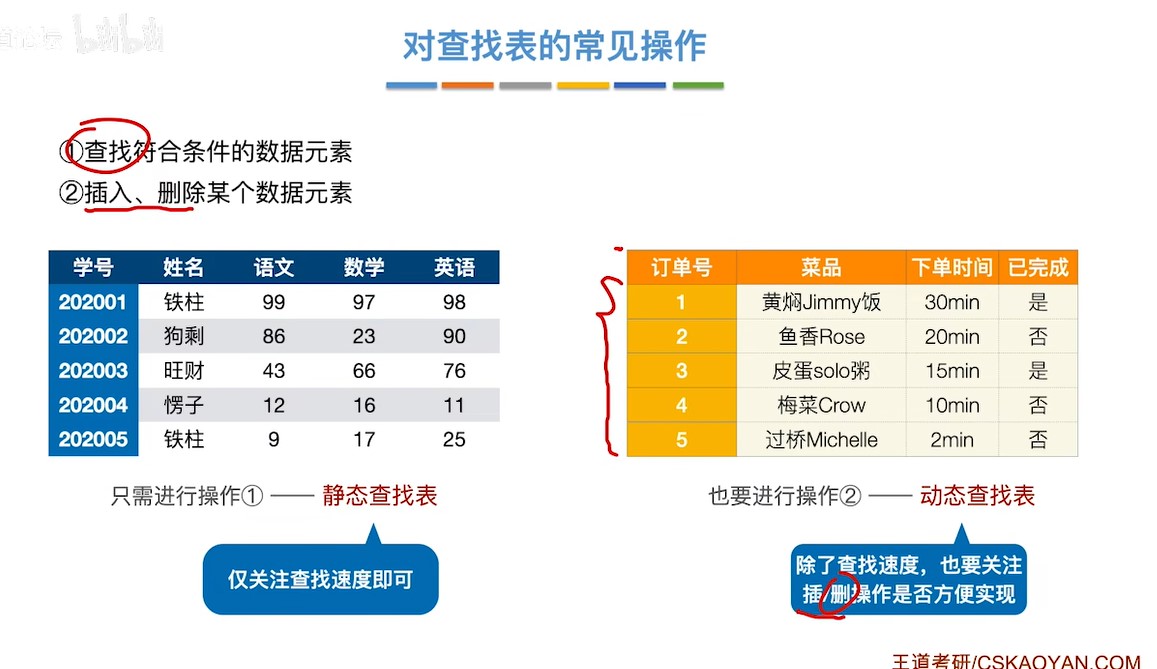 对查找表的常见操作
①查找符合条件的数据元素
②插入、删除某个数据元素
学号 姓名 语文 数学 英语
202001 铁柱 99 97 98
202002 狗剩 86 23 90
202003 旺财 43 66 76
202004 愣子 12 16 11
202005 铁柱 9 17 25
只需进行操作① —— 静态查找表
仅关注查找速度即可
订单号 菜品 下单时间 已完成
1 黄焖Jimmy饭 30min 是
2 鱼香Rose 20min 否
3 皮蛋solo粥 15min 是
4 梅菜Crow 10min 否
5 过桥Michelle 2min 否
也要进行操作② —— 动态查找表
除了查找速度，也要关注
插/删操作是否方便实现
王道考研/CSKAOYAN.COM